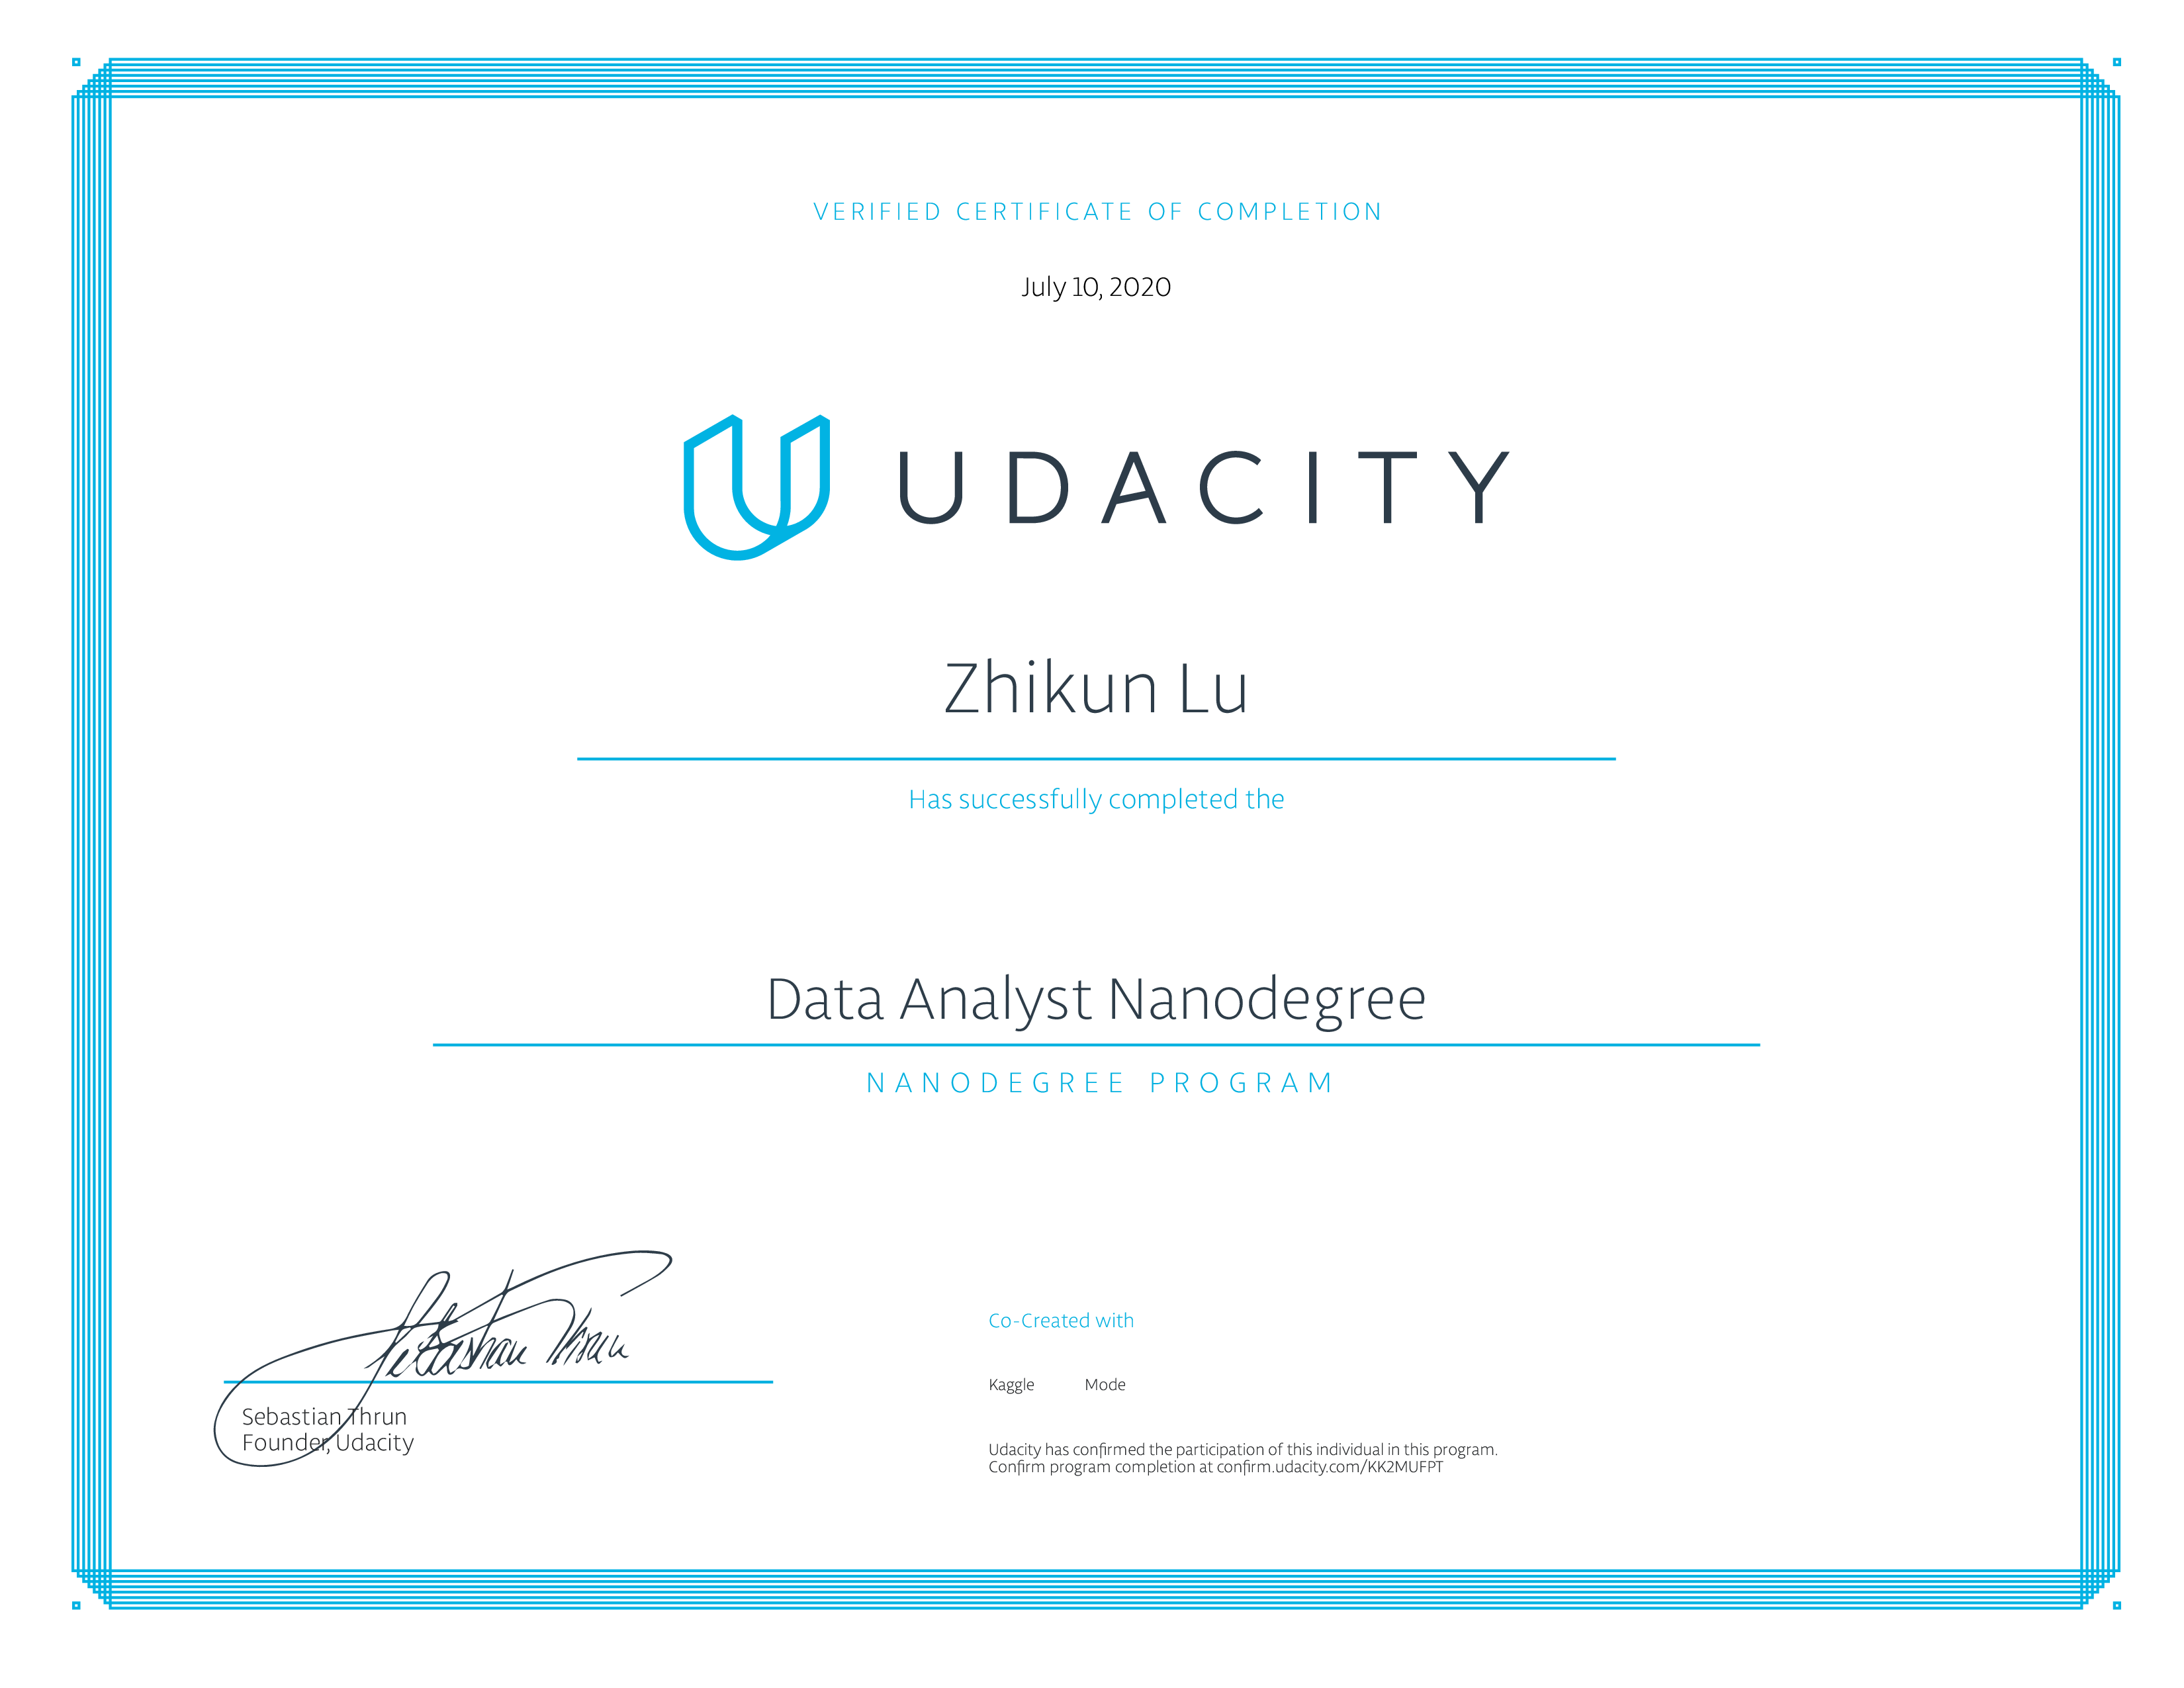 VERIFIED CERTIFICATE OF COMPLETION
July 10, 2020
UDACITY
Zhikun Lu
Has successfully completed the
Data Analyst Nanodegree
NANODEGREE PROGRAM
Sebastian Thrun
Sebastian Thrun
Founder, Udacity
Co-Created with
Kaggle Mode
Udacity has confirmed the participation of this individual in this program.
Confirm program completion at confirm.udacity.com/KK2MUFPT